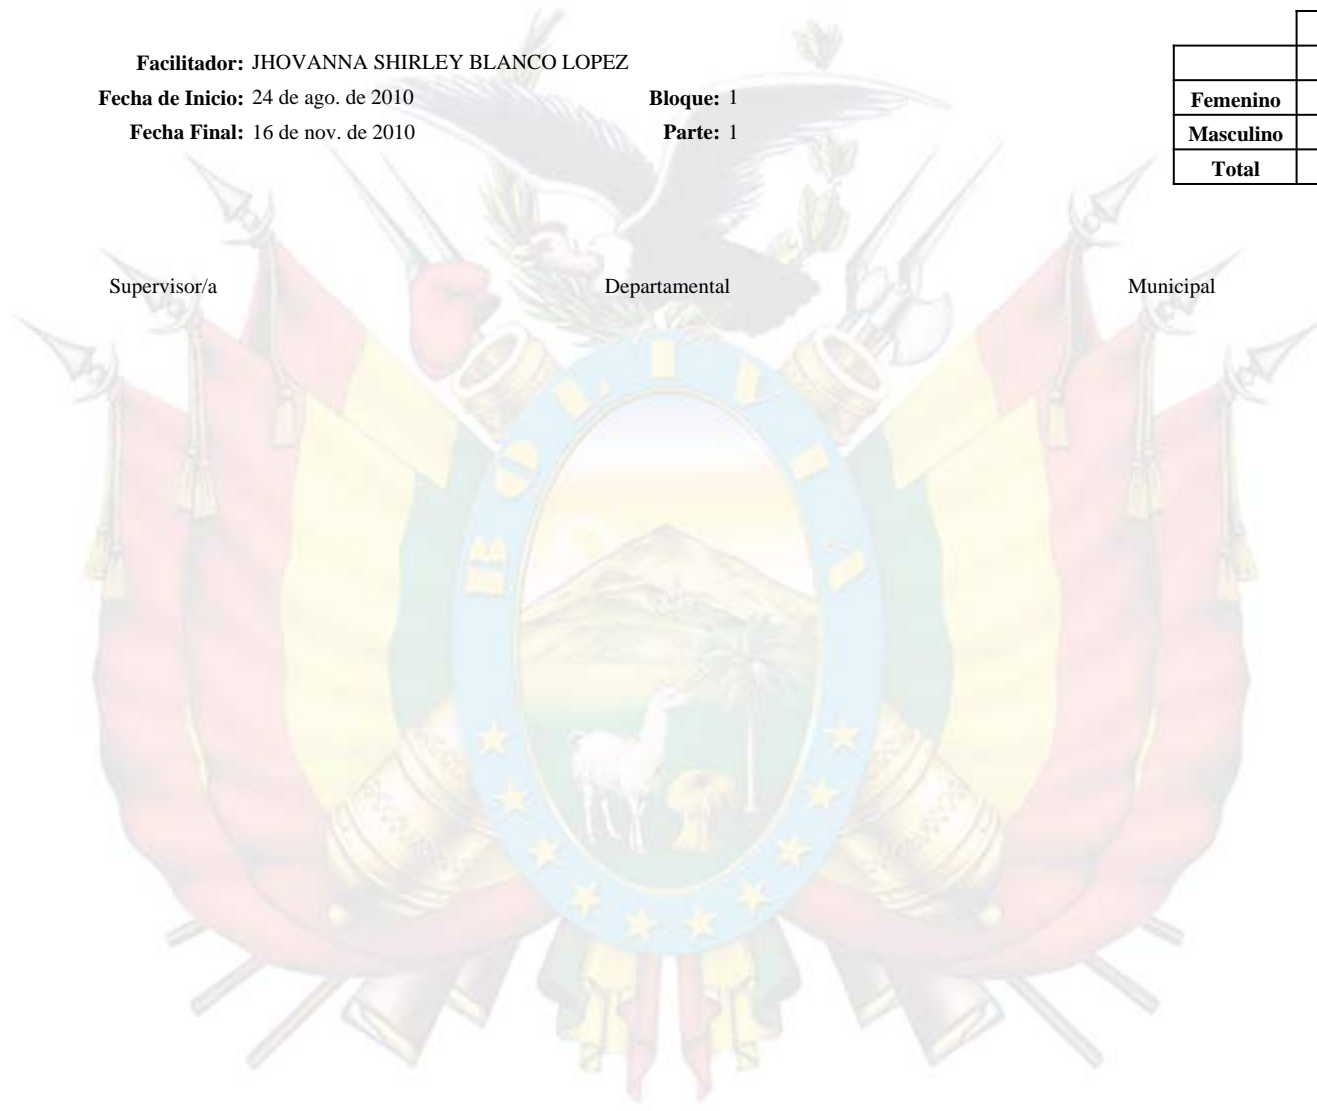 Facilitador: JHOVANNA SHIRLEY BLANCO LOPEZ
Fecha de Inicio: 24 de ago. de 2010 Bloque: 1
Fecha Final: 16 de nov. de 2010 Parte: 1
Femenino
Masculino
Total
Supervisor/a Departamental Municipal
BOLIVIA